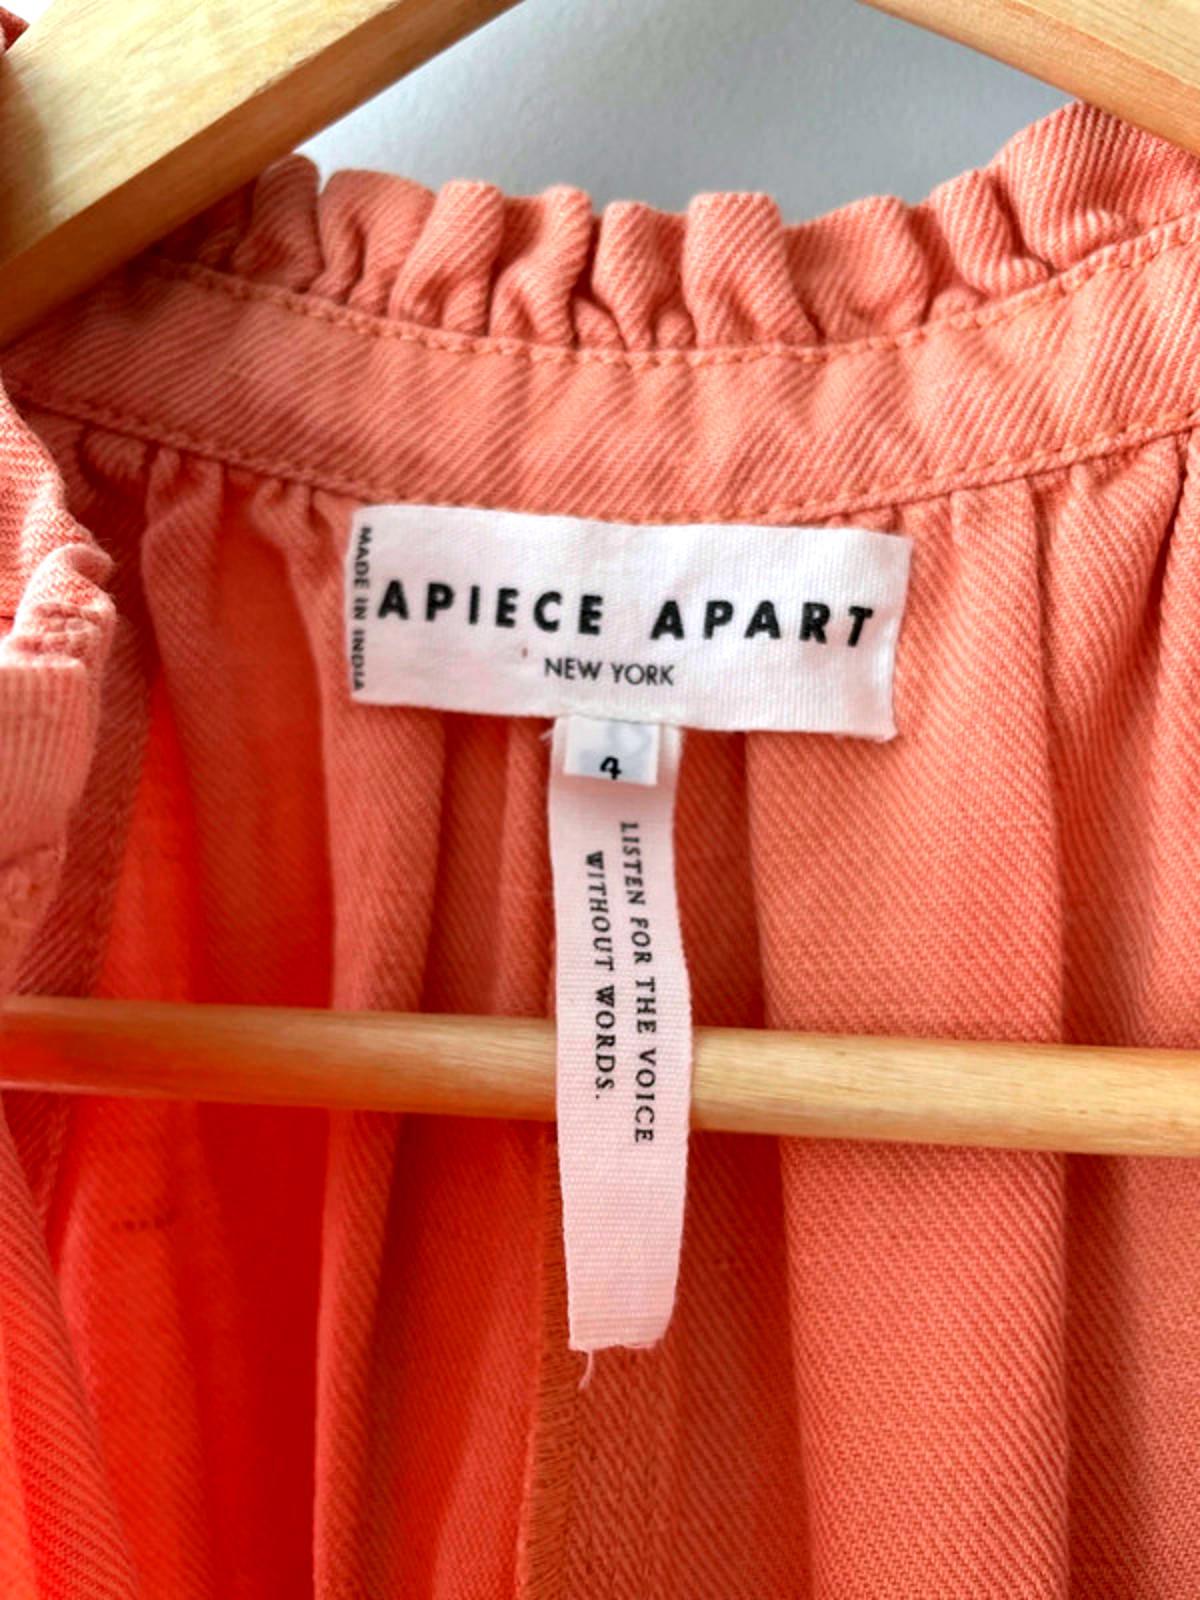 MADE IN INDIA
APIECE APART
NEW YORK
4
LISTEN FOR THE VOICE
WITHOUT WORDS.